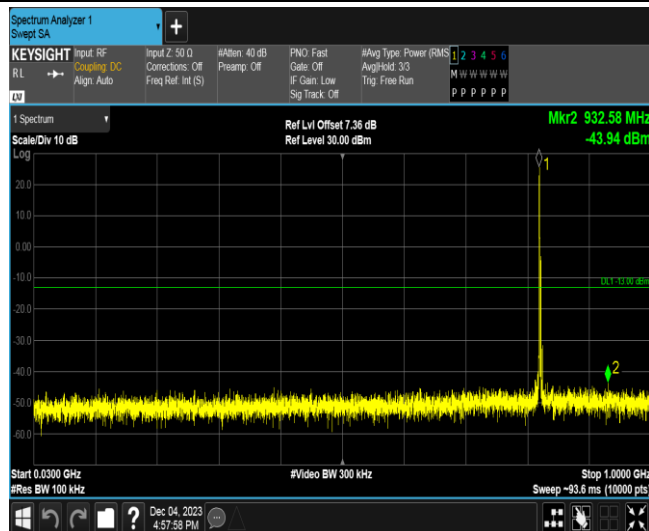 Spectrum Analyzer 1
Swept SA
+
KEYSIGHT
RL
LXI
Input: RF
Coupling: DC
Align: Auto
Input Z: 50 Ω
Corrections: Off
Freq Ref: Int (S)
#Atten: 40 dB
Preamp: Off
PNO: Fast
Gate: Off
IF Gain: Low
Sig Track: Off
#Avg Type: Power (RMS
Avg|Hold: 3/3
Trig: Free Run
1 2 3 4 5 6
M W W W W W
P P P P P P
1 Spectrum
Scale/Div 10 dB
Log
Ref Lvl Offset 7.36 dB
Ref Level 30.00 dBm
Mkr2 932.58 MHz
-43.94 dBm
1
20.0
10.0
0.00
-10.0
DL1 -13.00 dBm
-20.0
-30.0
-40.0
2
-50.0
-60.0
Start 0.0300 GHz
#Res BW 100 kHz
#Video BW 300 kHz
Stop 1.0000 GHz
Sweep ~93.6 ms (10000 pts)
?
Dec 04, 2023
4:57:58 PM